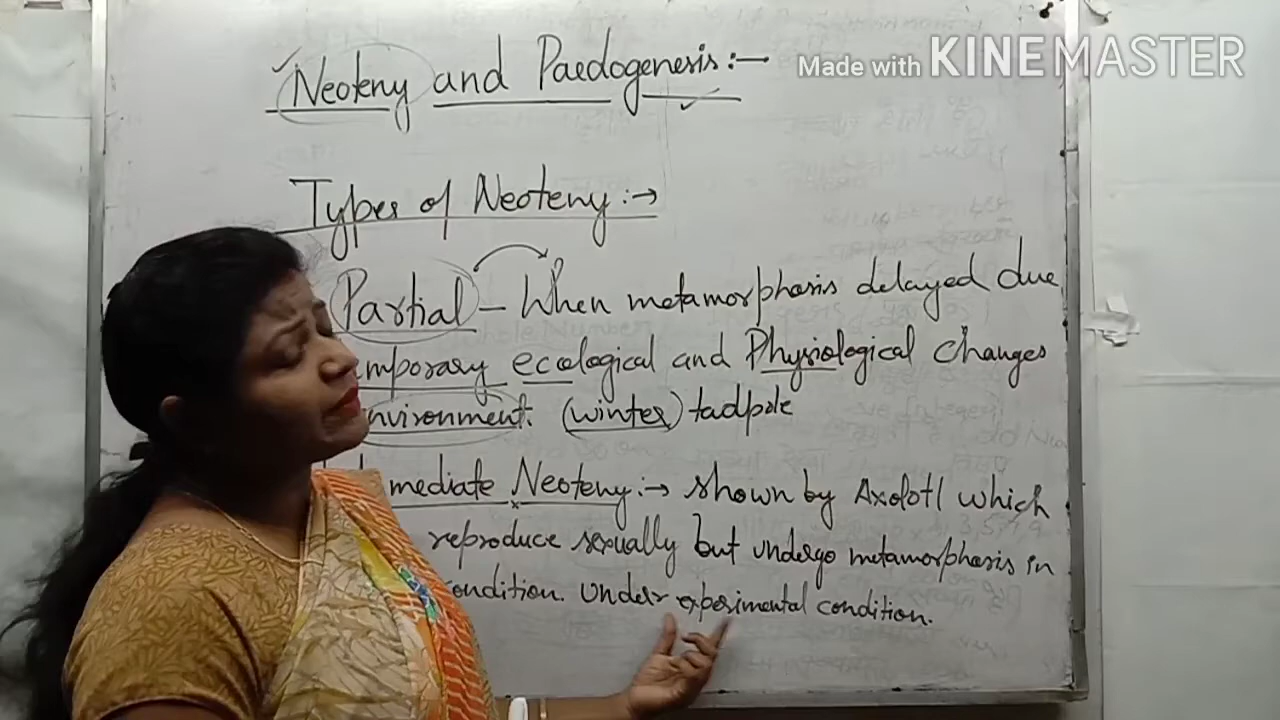 Neoteny and Paedogenesis :—
Made with KINEMASTER
Types of Neoteny :→
Partial — When metamorphosis delayed due
mporary ecological and Physiological changes
nvironment. (winter) tadpole
mediate Neoteny :→ shown by Axolotl which
reproduce sexually but undergo metamorphosis in
ondition. Under experimental condition.